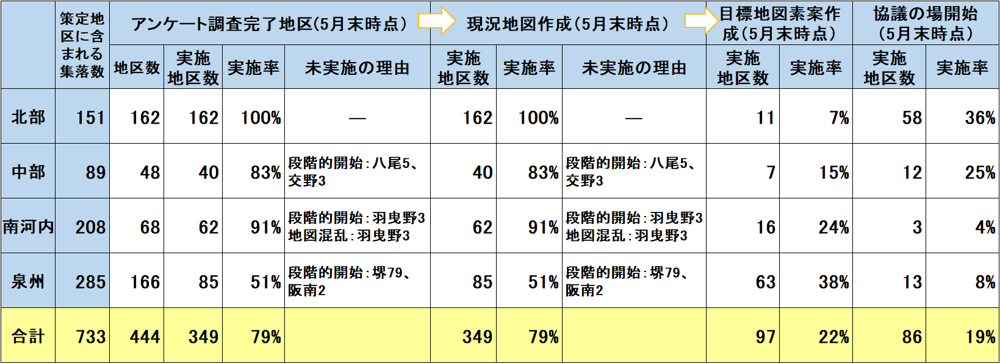 策定地区に含まれる集落数
アンケート調査完了地区(5月末時点)
現況地図作成(5月末時点)
目標地図素案作成(5月末時点)
協議の場開始(5月末時点)
地区数 実施地区数 実施率 未実施の理由 実施地区数 実施率 未実施の理由 実施地区数 実施率 実施地区数 実施率
北部 151 162 162 100% ― 162 100% ― 11 7% 58 36%
中部 89 48 40 83% 段階的開始:八尾5、交野3 40 83% 段階的開始:八尾5、交野3 7 15% 12 25%
南河内 208 68 62 91% 段階的開始:羽曳野3 地図混乱:羽曳野3 62 91% 段階的開始:羽曳野3 地図混乱:羽曳野3 16 24% 3 4%
泉州 285 166 85 51% 段階的開始:堺79、阪南2 85 51% 段階的開始:堺79、阪南2 63 38% 13 8%
合計 733 444 349 79% 349 79% 97 22% 86 19%